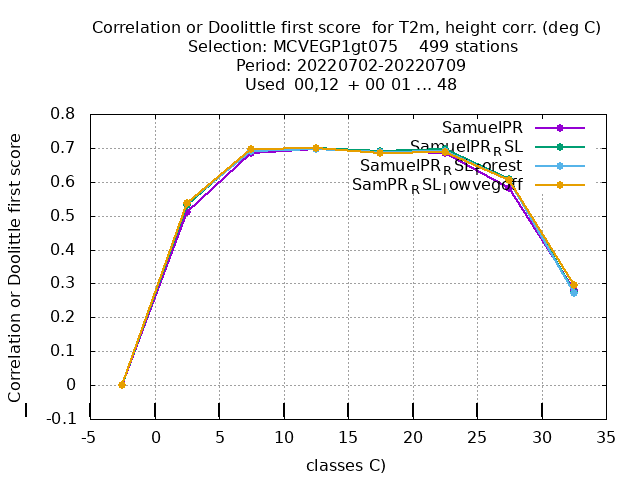 Correlation or Doolittle first score for T2m, height corr. (deg C)
Selection: MCVEGP1gt075 499 stations
Period: 20220702-20220709
Used 00,12 + 00 01 ... 48
Correlation or Doolittle first score
0.8
0.7
0.6
0.5
0.4
0.3
0.2
0.1
0
-0.1
SamuelPR
SamuelPR_RSL
SamuelPR_RSL_orest
SamPR_RSL_lowvegoff
-5 0 5 10 15 20 25 30 35
classes C)